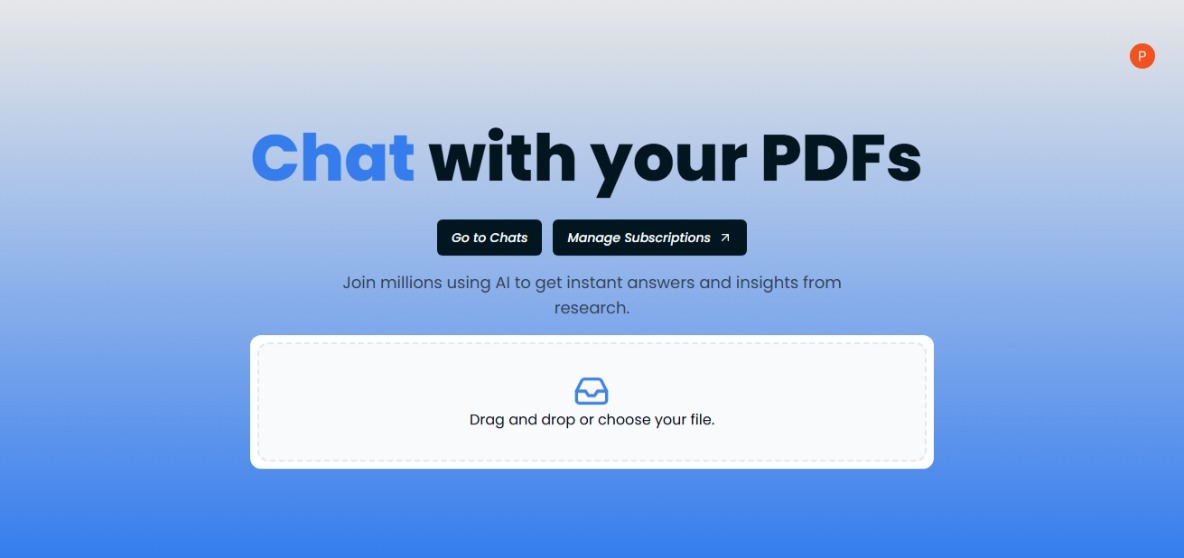 P
Chat with your PDFs
Go to Chats
Manage Subscriptions
Join millions using AI to get instant answers and insights from
research.
Drag and drop or choose your file.